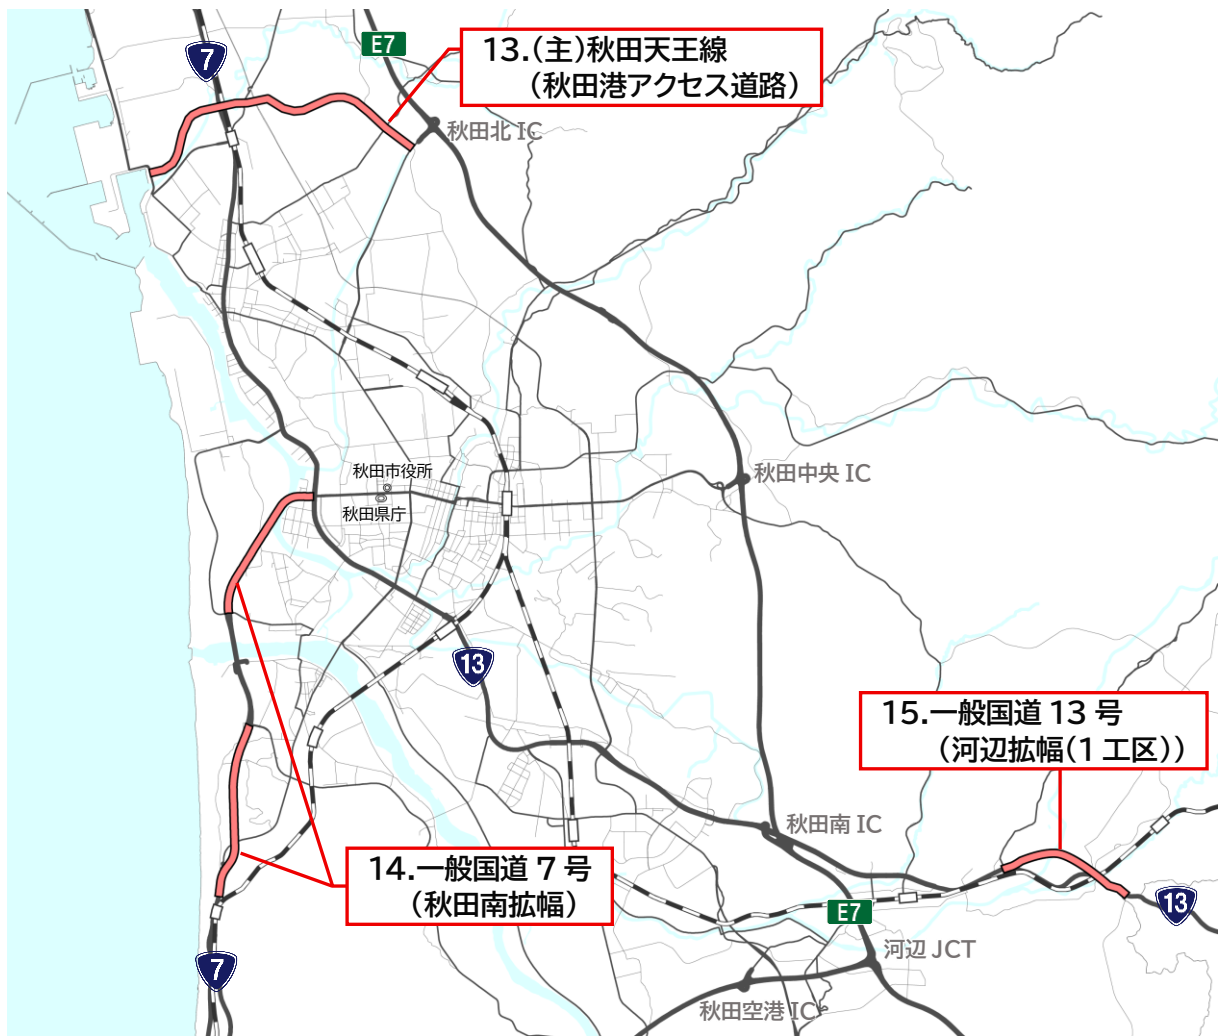 7
E7
13.(主)秋田天王線
(秋田港アクセス道路)
秋田北 IC
秋田市役所
秋田県庁
秋田中央 IC
13
15.一般国道 13 号
(河辺拡幅(1 工区))
秋田南 IC
14.一般国道 7 号
(秋田南拡幅)
E7
13
河辺 JCT
7
秋田空港 IC